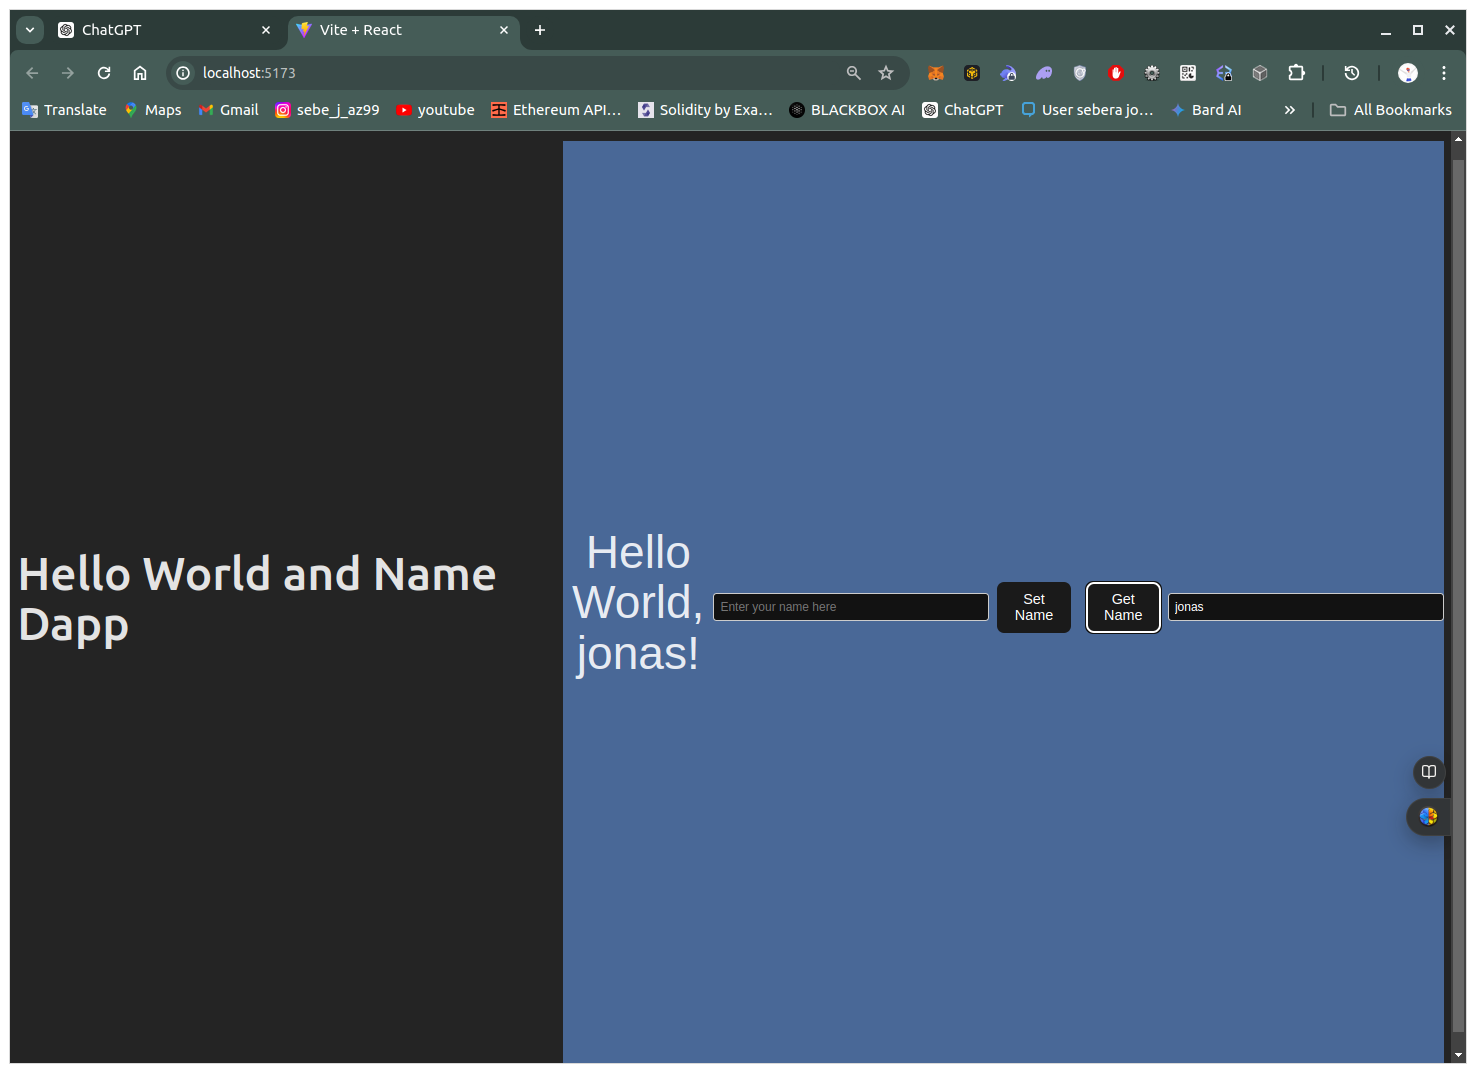 ChatGPT
Vite + React
localhost:5173
Translate
Maps
Gmail
sebe_j_az99
youtube
Ethereum API...
Solidity by Exa...
BLACKBOX AI
ChatGPT
User sebera jo...
Bard AI
All Bookmarks
Hello World and Name
Dapp
Hello
World,
jonas!
Enter your name here
Set
Name
Get
Name
jonas